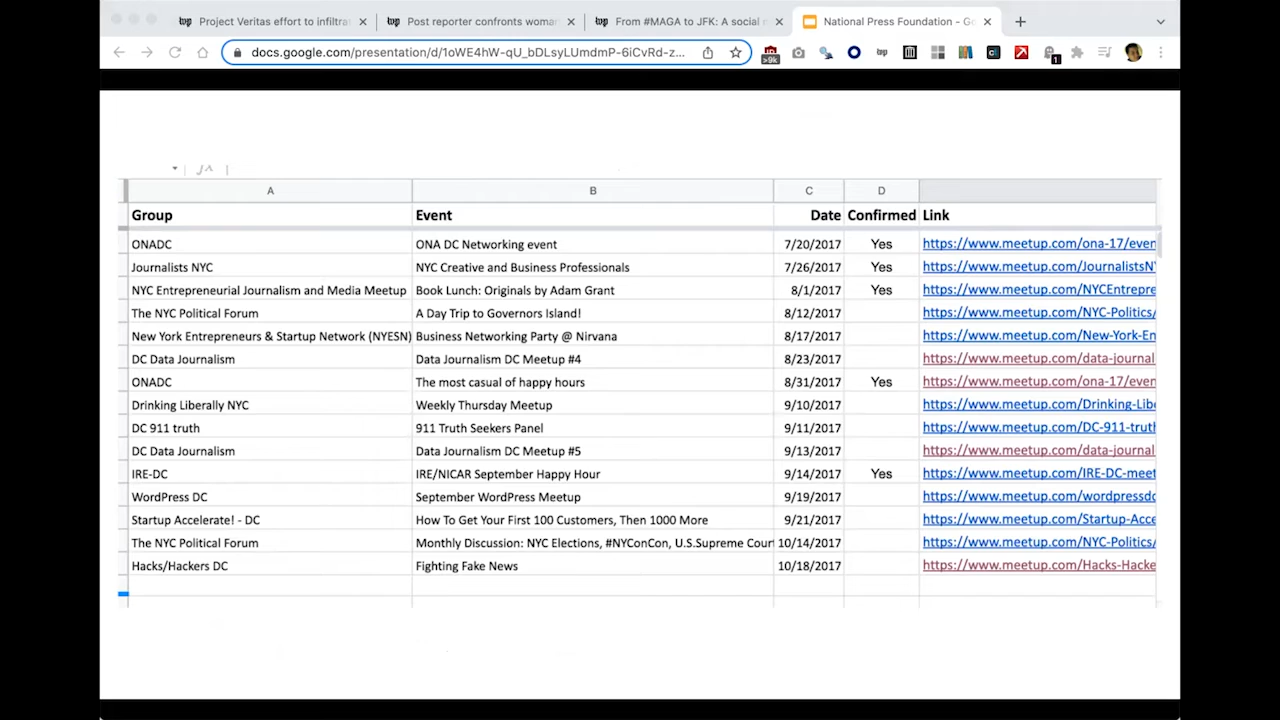 Project Veritas effort to infiltra
Post reporter confronts woma
From #MAGA to JFK: A social
National Press Foundation - Go
docs.google.com/presentation/d/1oWE4hW-qU_bDLsyLUmdmP-6iCvRd-z...
>9k
1
A B C D
Group Event Date Confirmed Link
ONADC ONA DC Networking event 7/20/2017 Yes https://www.meetup.com/ona-17/even
Journalists NYC NYC Creative and Business Professionals 7/26/2017 Yes https://www.meetup.com/JournalistsNY
NYC Entrepreneurial Journalism and Media Meetup Book Lunch: Originals by Adam Grant 8/1/2017 Yes https://www.meetup.com/NYCEntrepre
The NYC Political Forum A Day Trip to Governors Island! 8/12/2017 https://www.meetup.com/NYC-Politics/
New York Entrepreneurs & Startup Network (NYESN) Business Networking Party @ Nirvana 8/17/2017 https://www.meetup.com/New-York-En
DC Data Journalism Data Journalism DC Meetup #4 8/23/2017 https://www.meetup.com/data-journal
ONADC The most casual of happy hours 8/31/2017 Yes https://www.meetup.com/ona-17/even
Drinking Liberally NYC Weekly Thursday Meetup 9/10/2017 https://www.meetup.com/Drinking-Libe
DC 911 truth 911 Truth Seekers Panel 9/11/2017 https://www.meetup.com/DC-911-truth
DC Data Journalism Data Journalism DC Meetup #5 9/13/2017 https://www.meetup.com/data-journal
IRE-DC IRE/NICAR September Happy Hour 9/14/2017 Yes https://www.meetup.com/IRE-DC-meet
WordPress DC September WordPress Meetup 9/19/2017 https://www.meetup.com/wordpressdc
Startup Accelerate! - DC How To Get Your First 100 Customers, Then 1000 More 9/21/2017 https://www.meetup.com/Startup-Acce
The NYC Political Forum Monthly Discussion: NYC Elections, #NYConCon, U.S.Supreme Cour 10/14/2017 https://www.meetup.com/NYC-Politics/
Hacks/Hackers DC Fighting Fake News 10/18/2017 https://www.meetup.com/Hacks-Hacke